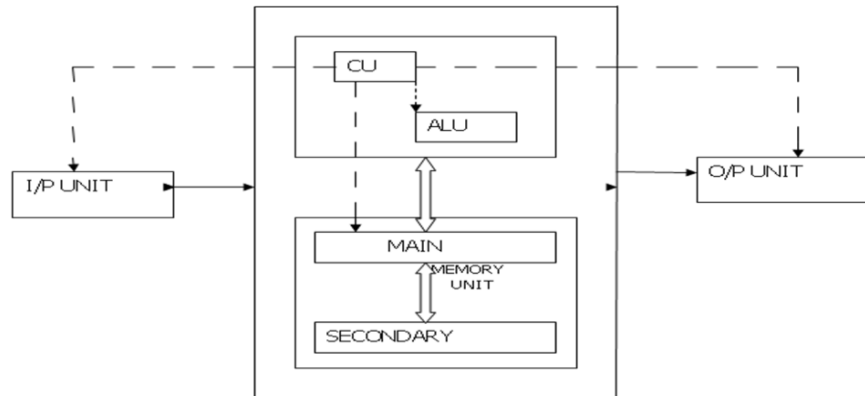 CU
ALU
I/P UNIT
O/P UNIT
MAIN
MEMORY
UNIT
SECONDARY